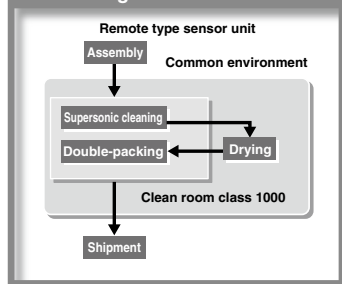 Remote type sensor unit
Assembly
Common environment
Supersonic cleaning
Double-packing
Drying
Clean room class 1000
Shipment